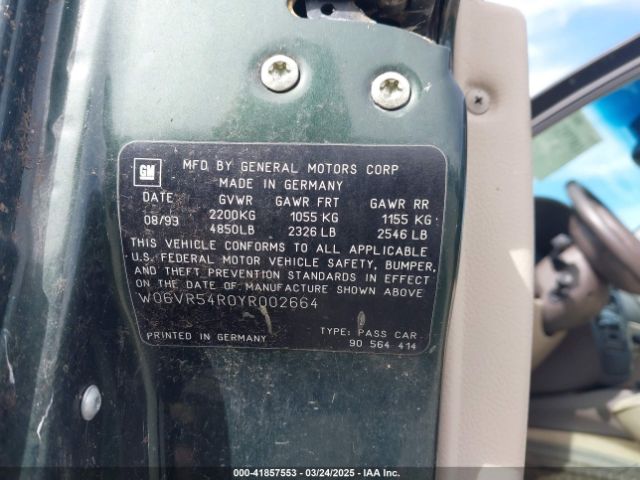 GM
MFD BY GENERAL MOTORS CORP
MADE IN GERMANY
DATE GVWR GAWR FRT GAWR RR
08/99 2200KG 1055 KG 1155 KG
4850LB 2326 LB 2546 LB
THIS VEHICLE CONFORMS TO ALL APPLICABLE
U.S. FEDERAL MOTOR VEHICLE SAFETY, BUMPER,
AND THEFT PREVENTION STANDARDS IN EFFECT
ON THE DATE OF MANUFACTURE SHOWN ABOVE
W06VR54R0YR002664
TYPE: PASS CAR
PRINTED IN GERMANY 90 564 414
000-41857553 — 03/24/2025 — IAA Inc.